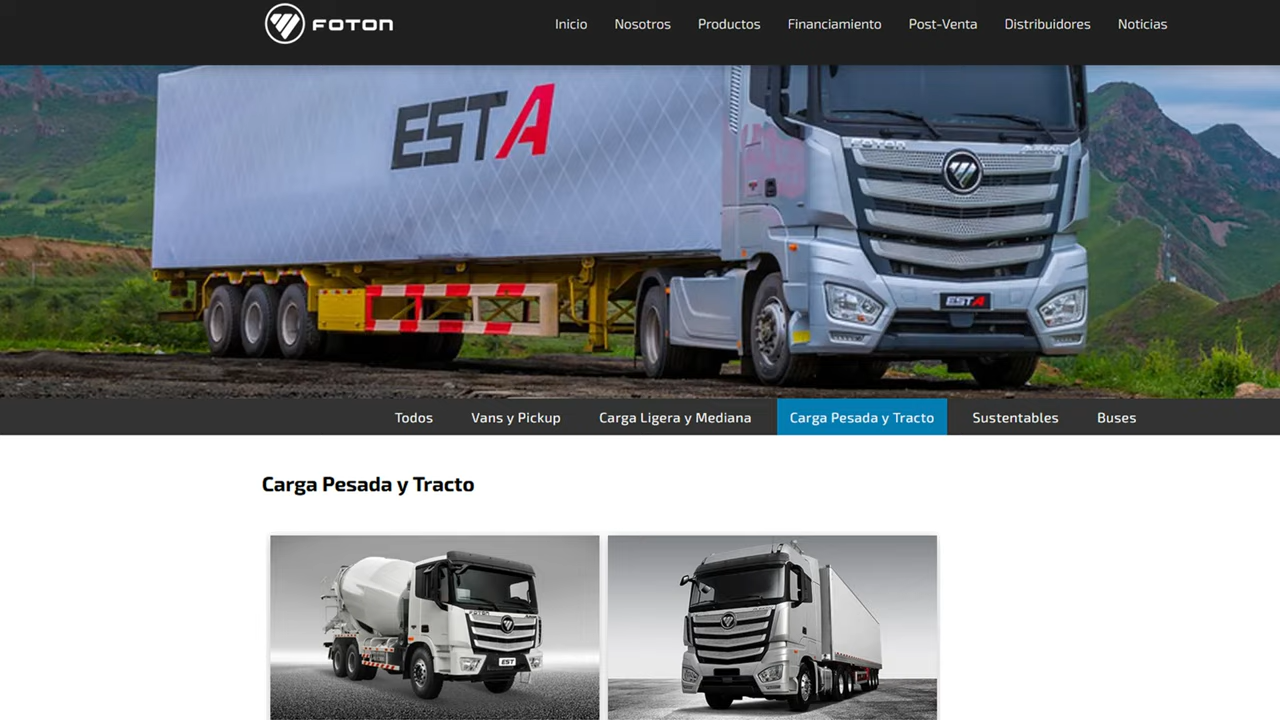 FOTON
Inicio Nosotros Productos Financiamiento Post-Venta Distribuidores Noticias
ESTA
FOTON
ESTA
Todos Vans y Pickup Carga Ligera y Mediana Carga Pesada y Tracto Sustentables Buses
Carga Pesada y Tracto
FOTON
EST